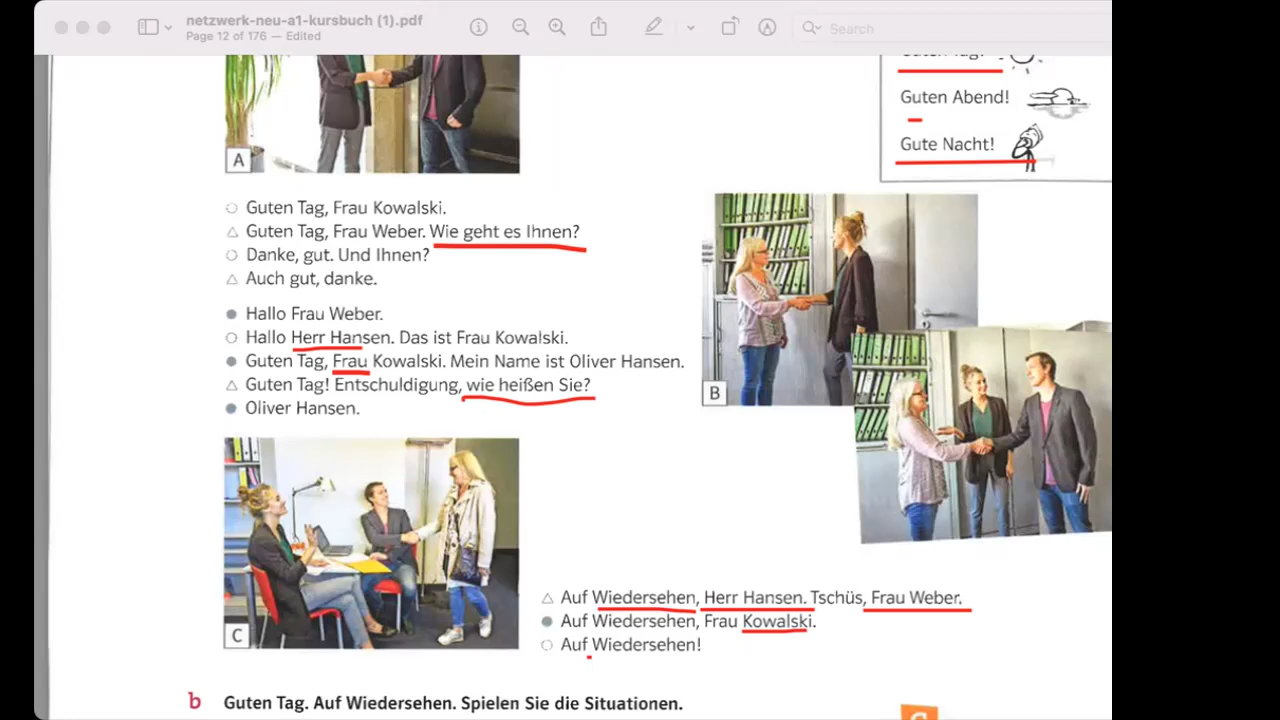 netzwerk-neu-a1-kursbuch (1).pdf
Page 12 of 176 — Edited
Search
Guten Abend!
Gute Nacht!
A
Guten Tag, Frau Kowalski.
Guten Tag, Frau Weber. Wie geht es Ihnen?
Danke, gut. Und Ihnen?
Auch gut, danke.
Hallo Frau Weber.
Hallo Herr Hansen. Das ist Frau Kowalski.
Guten Tag, Frau Kowalski. Mein Name ist Oliver Hansen.
Guten Tag! Entschuldigung, wie heißen Sie?
Oliver Hansen.
B
C
Auf Wiedersehen, Herr Hansen. Tschüs, Frau Weber.
Auf Wiedersehen, Frau Kowalski.
Auf Wiedersehen!
b Guten Tag. Auf Wiedersehen. Spielen Sie die Situationen.